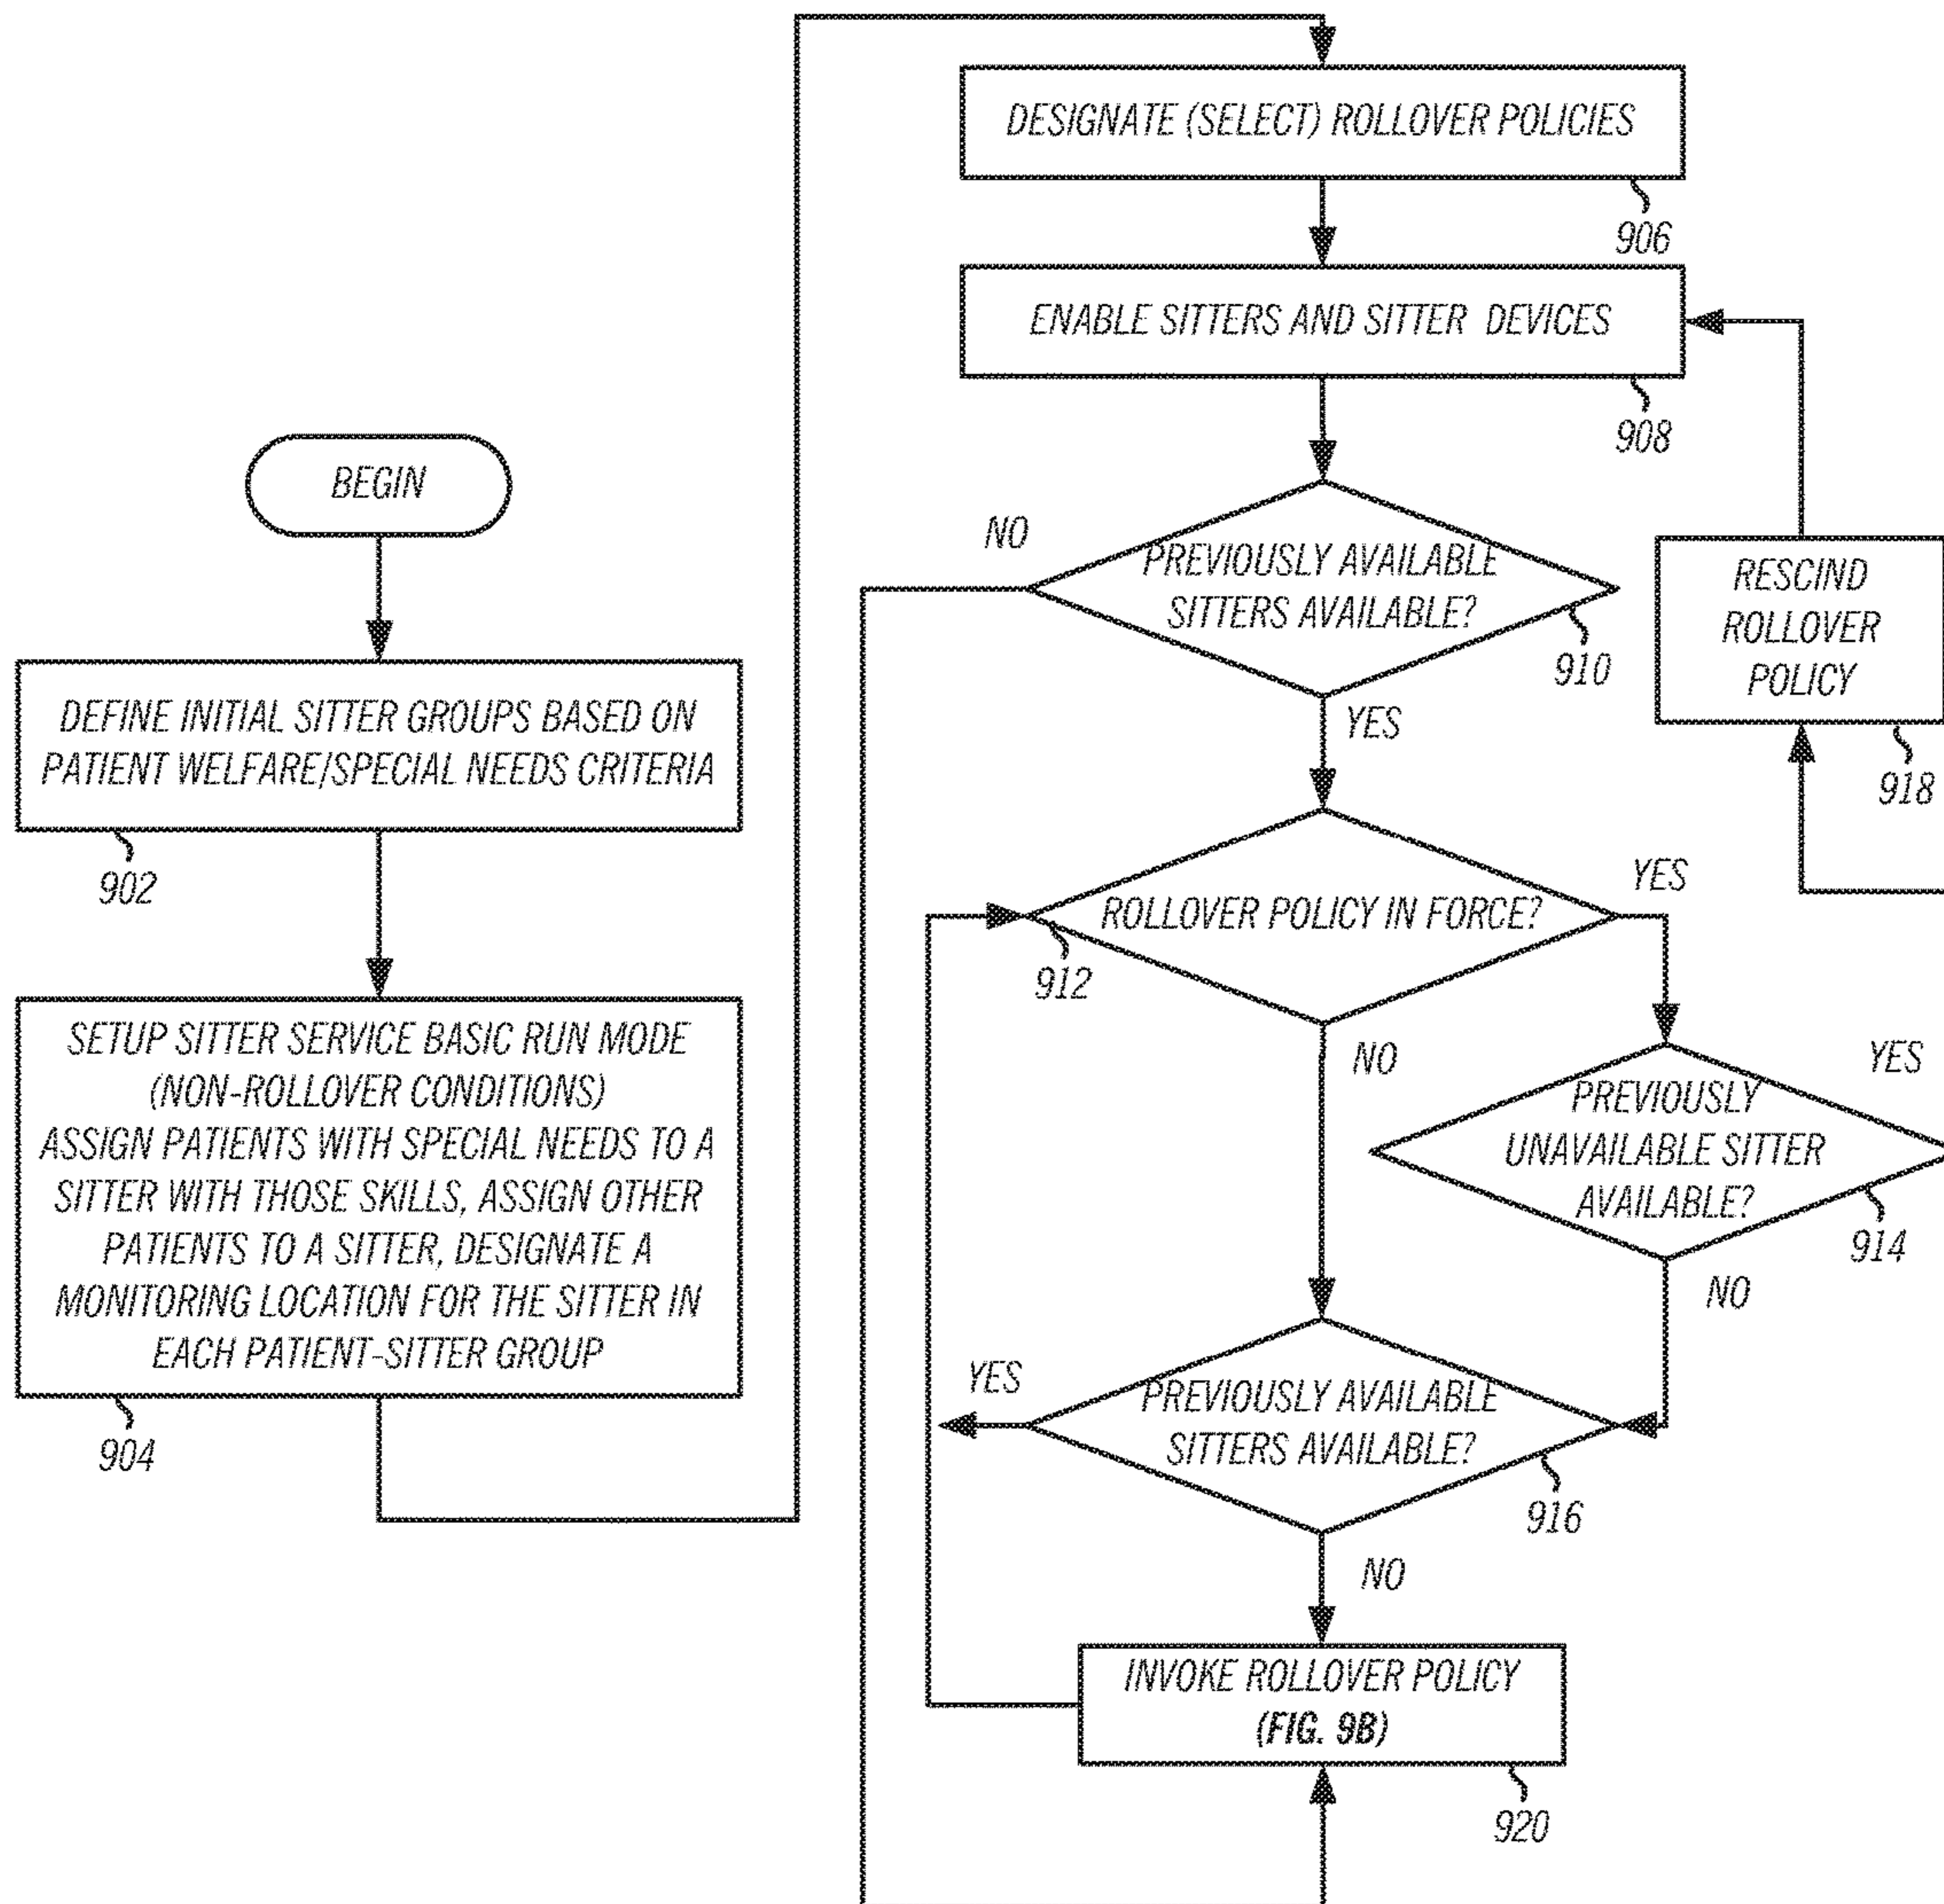 BEGIN
DEFINE INITIAL SITTER GROUPS BASED ON
PATIENT WELFARE/SPECIAL NEEDS CRITERIA
902
SETUP SITTER SERVICE BASIC RUN MODE
(NON-ROLLOVER CONDITIONS)
ASSIGN PATIENTS WITH SPECIAL NEEDS TO A
SITTER WITH THOSE SKILLS, ASSIGN OTHER
PATIENTS TO A SITTER, DESIGNATE A
MONITORING LOCATION FOR THE SITTER IN
EACH PATIENT-SITTER GROUP
904
DESIGNATE (SELECT) ROLLOVER POLICIES
906
ENABLE SITTERS AND SITTER DEVICES
908
NO
PREVIOUSLY AVAILABLE
SITTERS AVAILABLE?
910
YES
RESCIND
ROLLOVER
POLICY
918
ROLLOVER POLICY IN FORCE?
YES
912
NO
YES
PREVIOUSLY
UNAVAILABLE SITTER
AVAILABLE?
914
NO
YES
PREVIOUSLY AVAILABLE
SITTERS AVAILABLE?
916
NO
INVOKE ROLLOVER POLICY
(FIG. 9B)
920